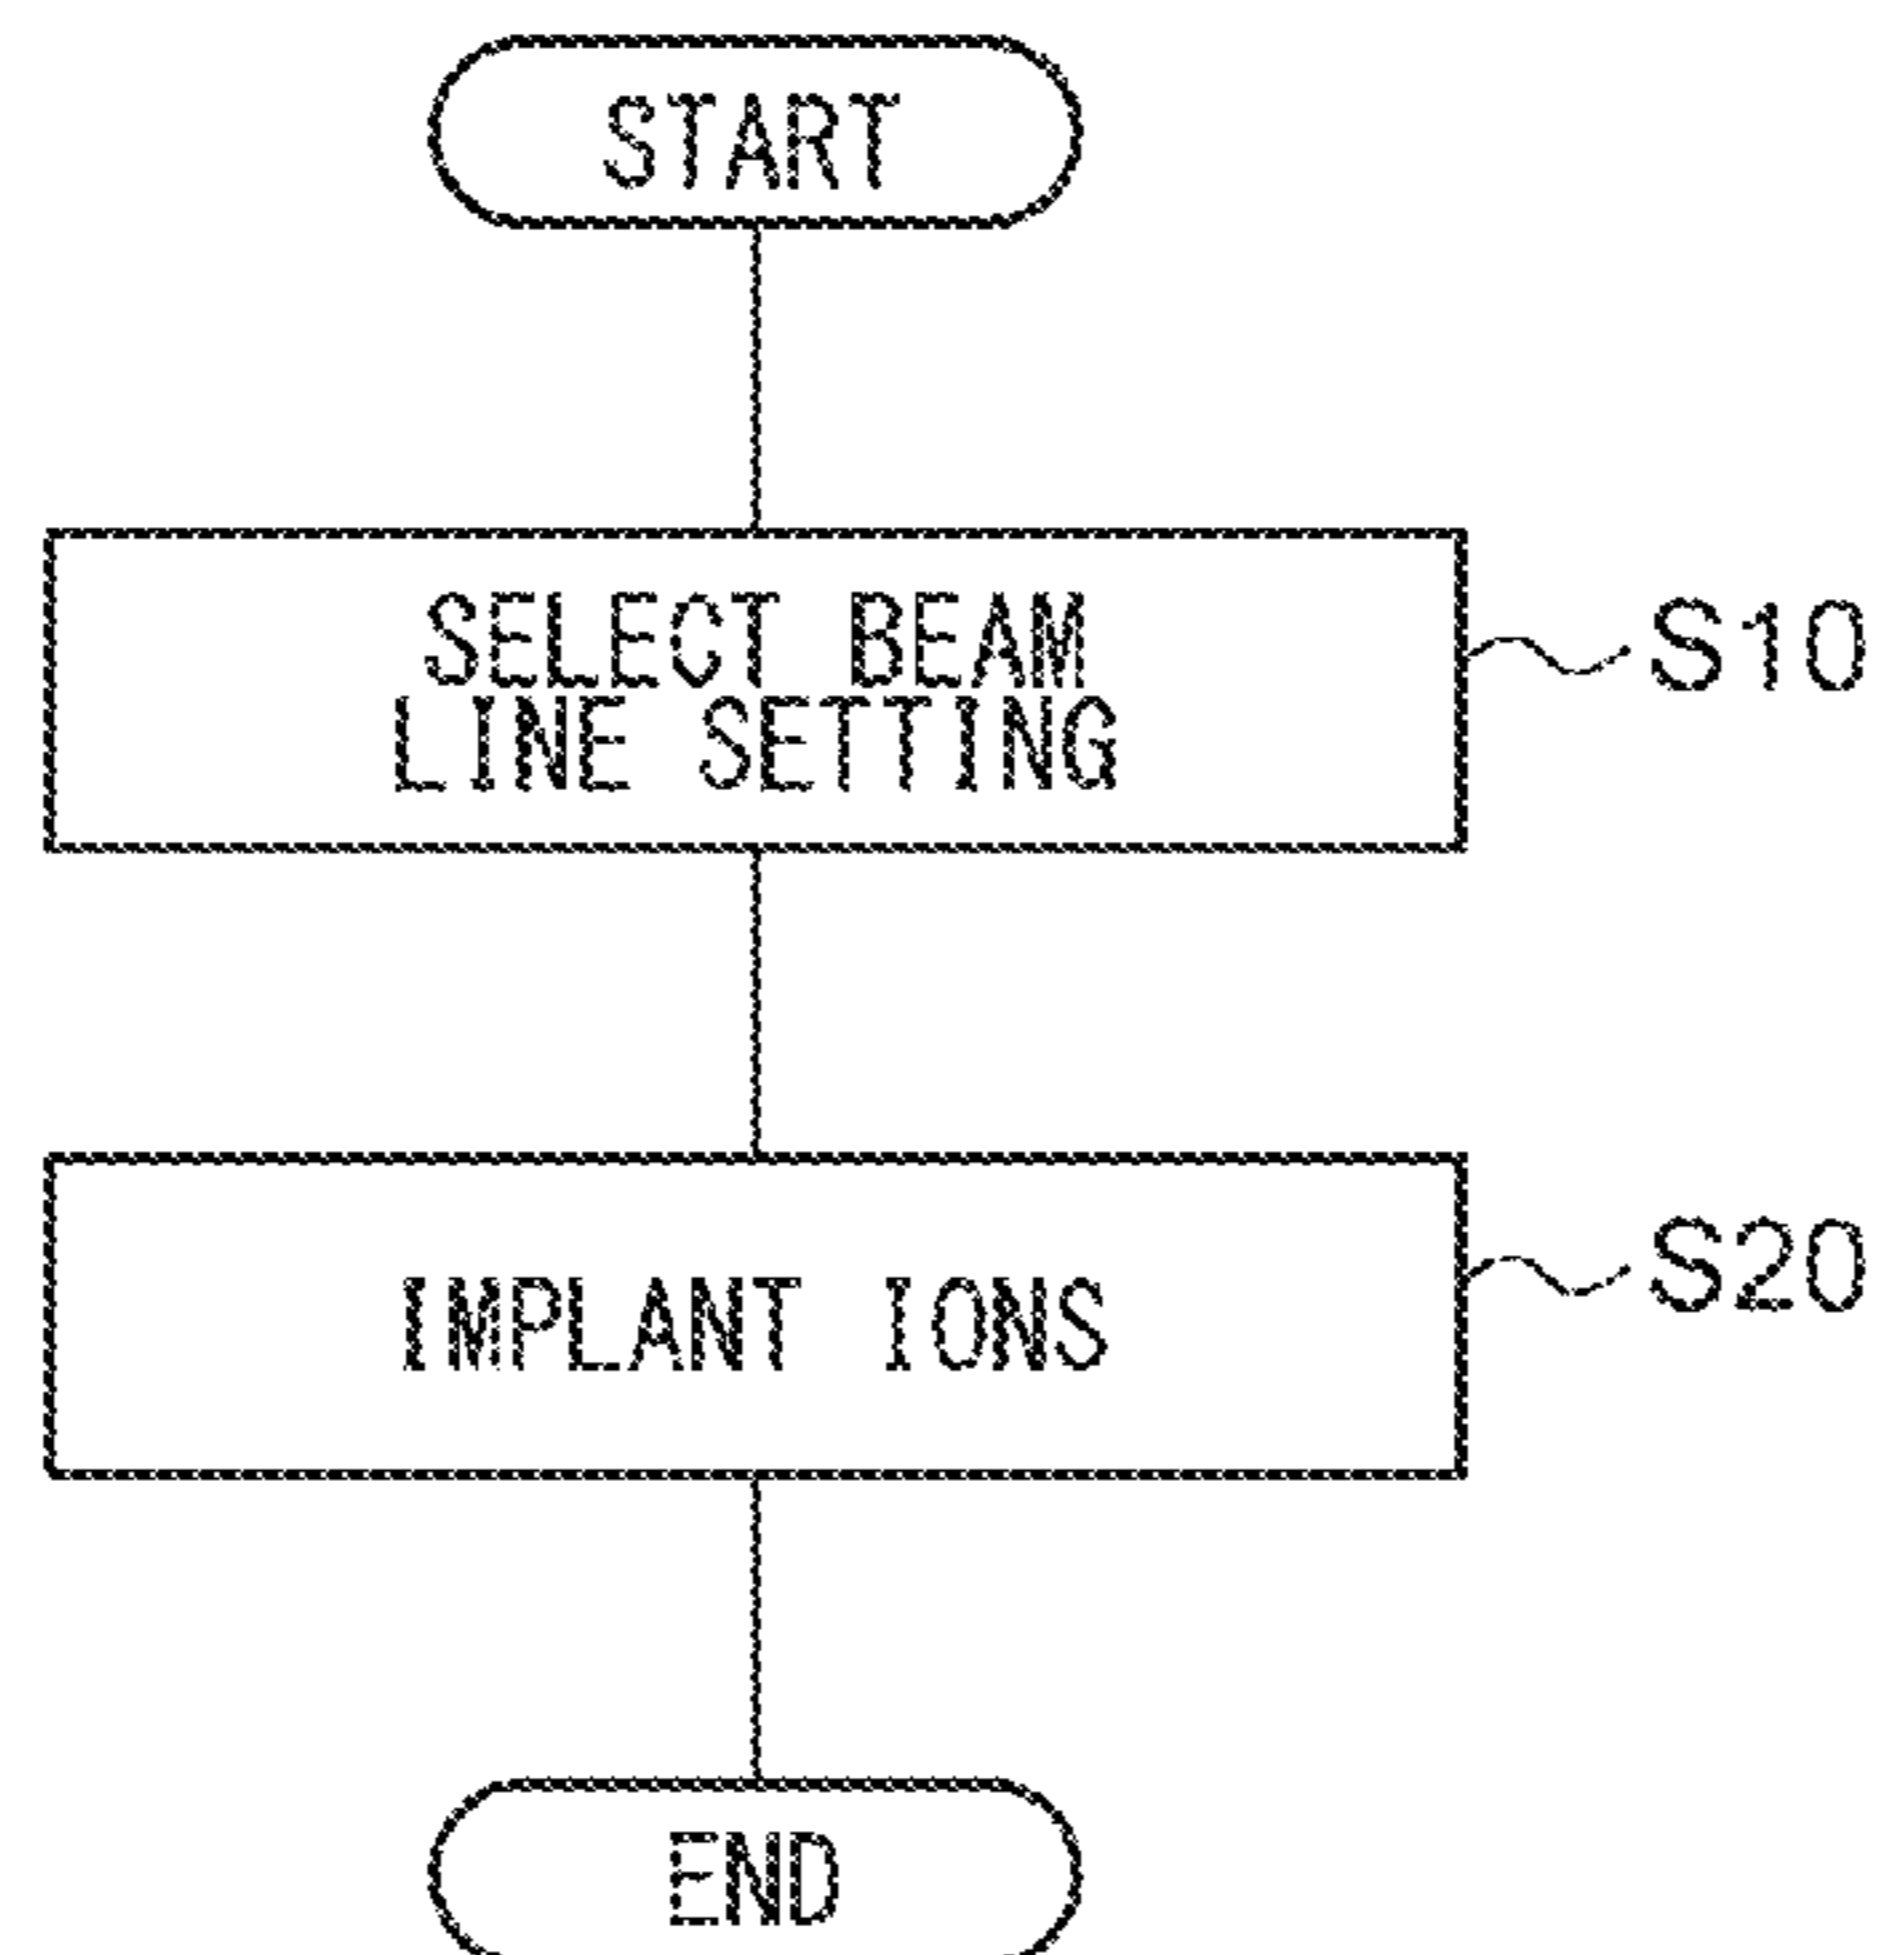 START
SELECT BEAM
LINE SETTING
S10
IMPLANT IONS
S20
END